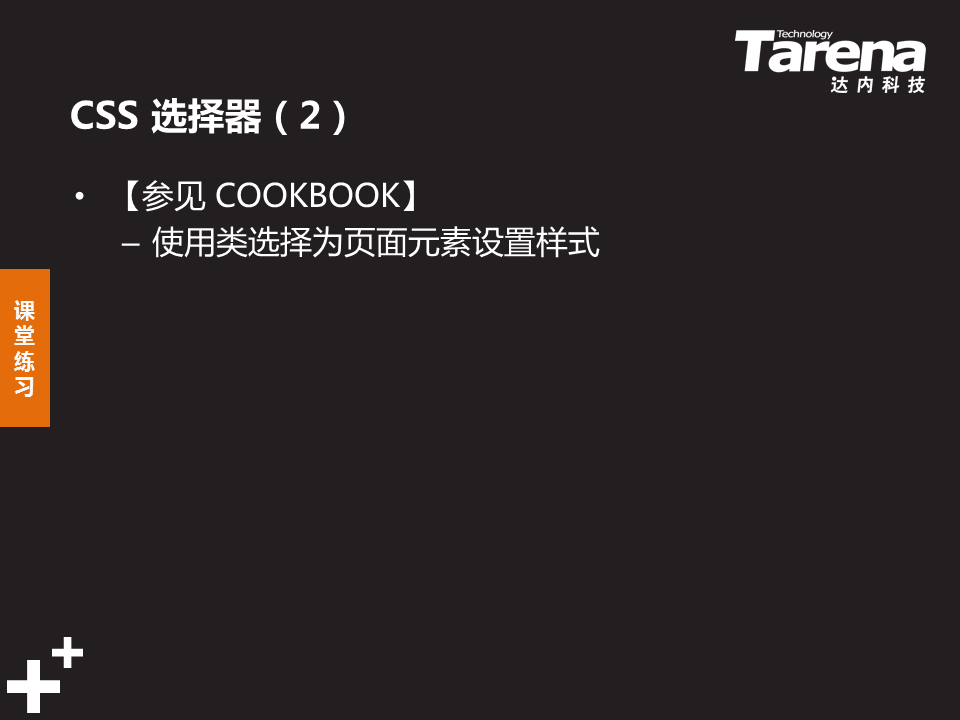 Technology
Tarena
达内科技
CSS 选择器（2）
• 【参见 COOKBOOK】
– 使用类选择为页面元素设置样式
课
堂
练
习